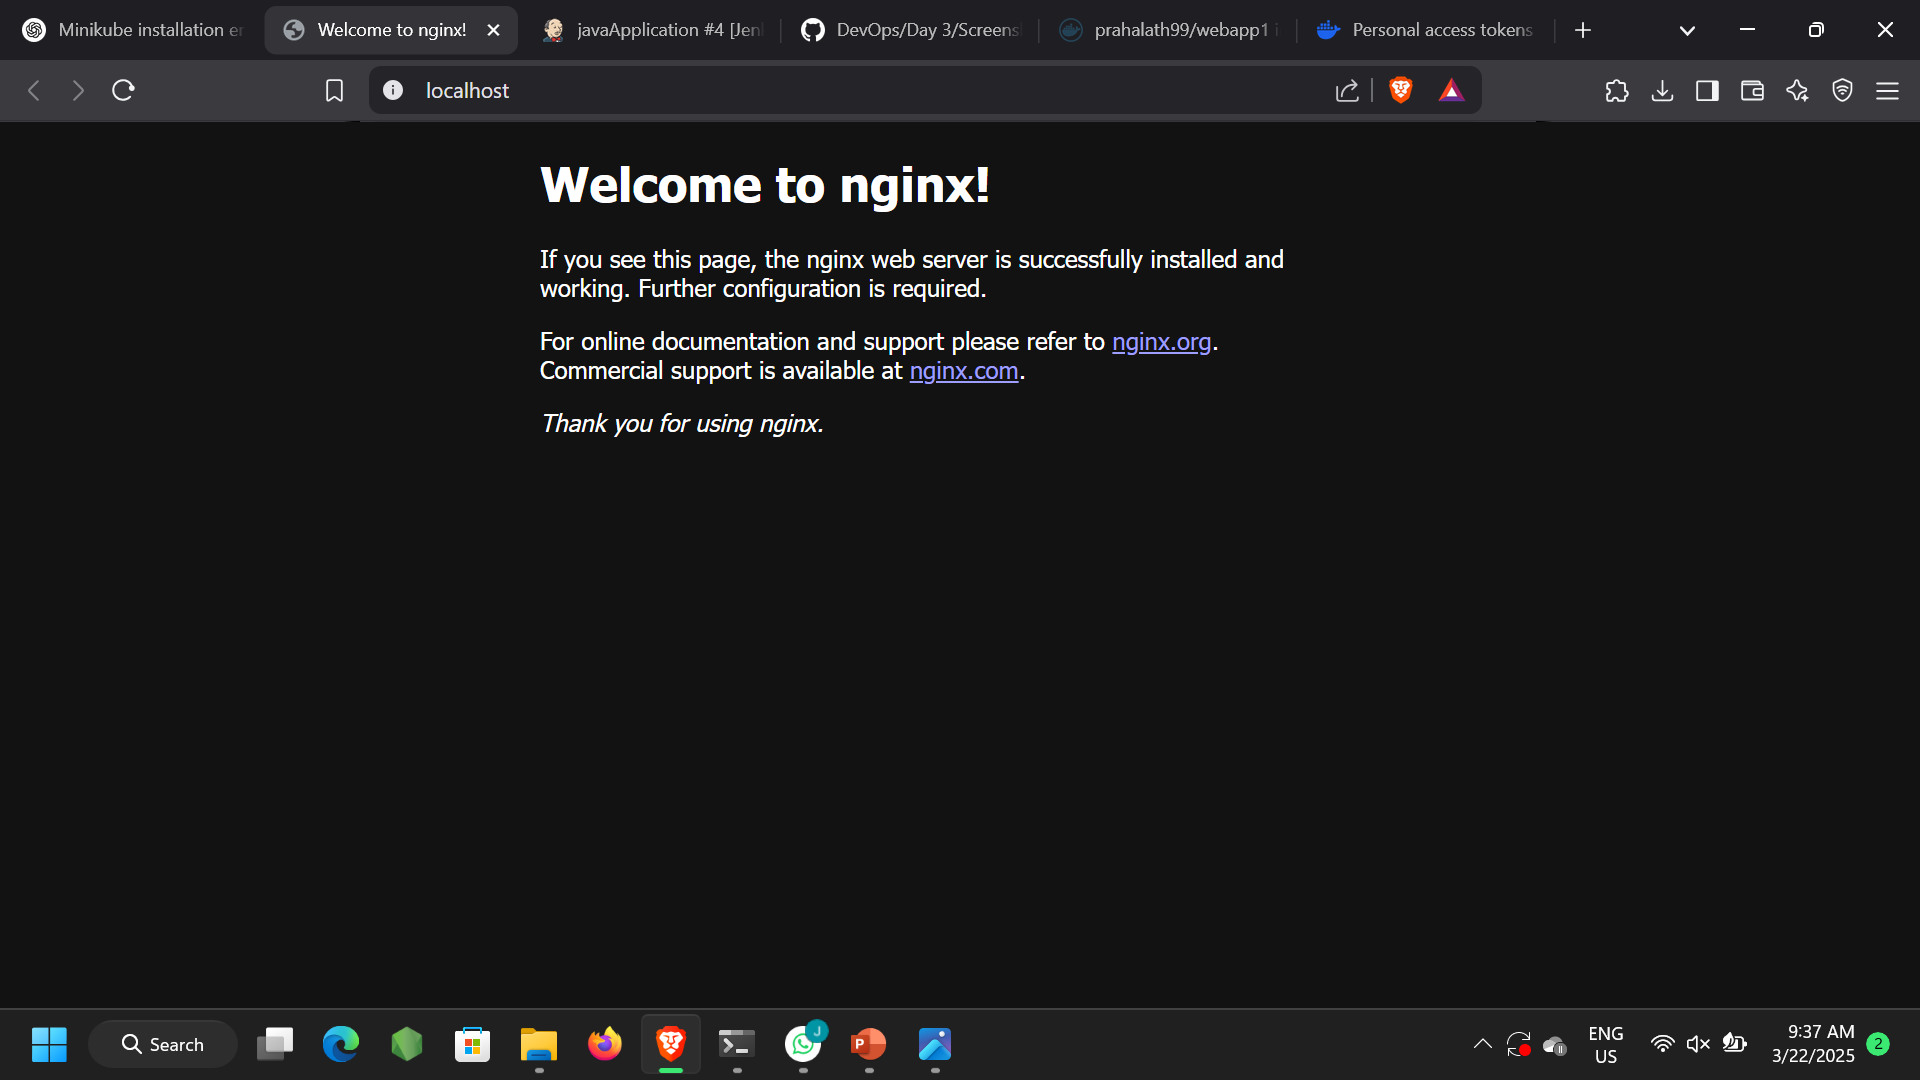 Minikube installation er
Welcome to nginx!
javaApplication #4 [Jen
DevOps/Day 3/Screens
prahalath99/webapp1 i
Personal access tokens
localhost
Welcome to nginx!
If you see this page, the nginx web server is successfully installed and
working. Further configuration is required.
For online documentation and support please refer to nginx.org.
Commercial support is available at nginx.com.
Thank you for using nginx.
Search
J
P
ENG
US
9:37 AM
3/22/2025
2